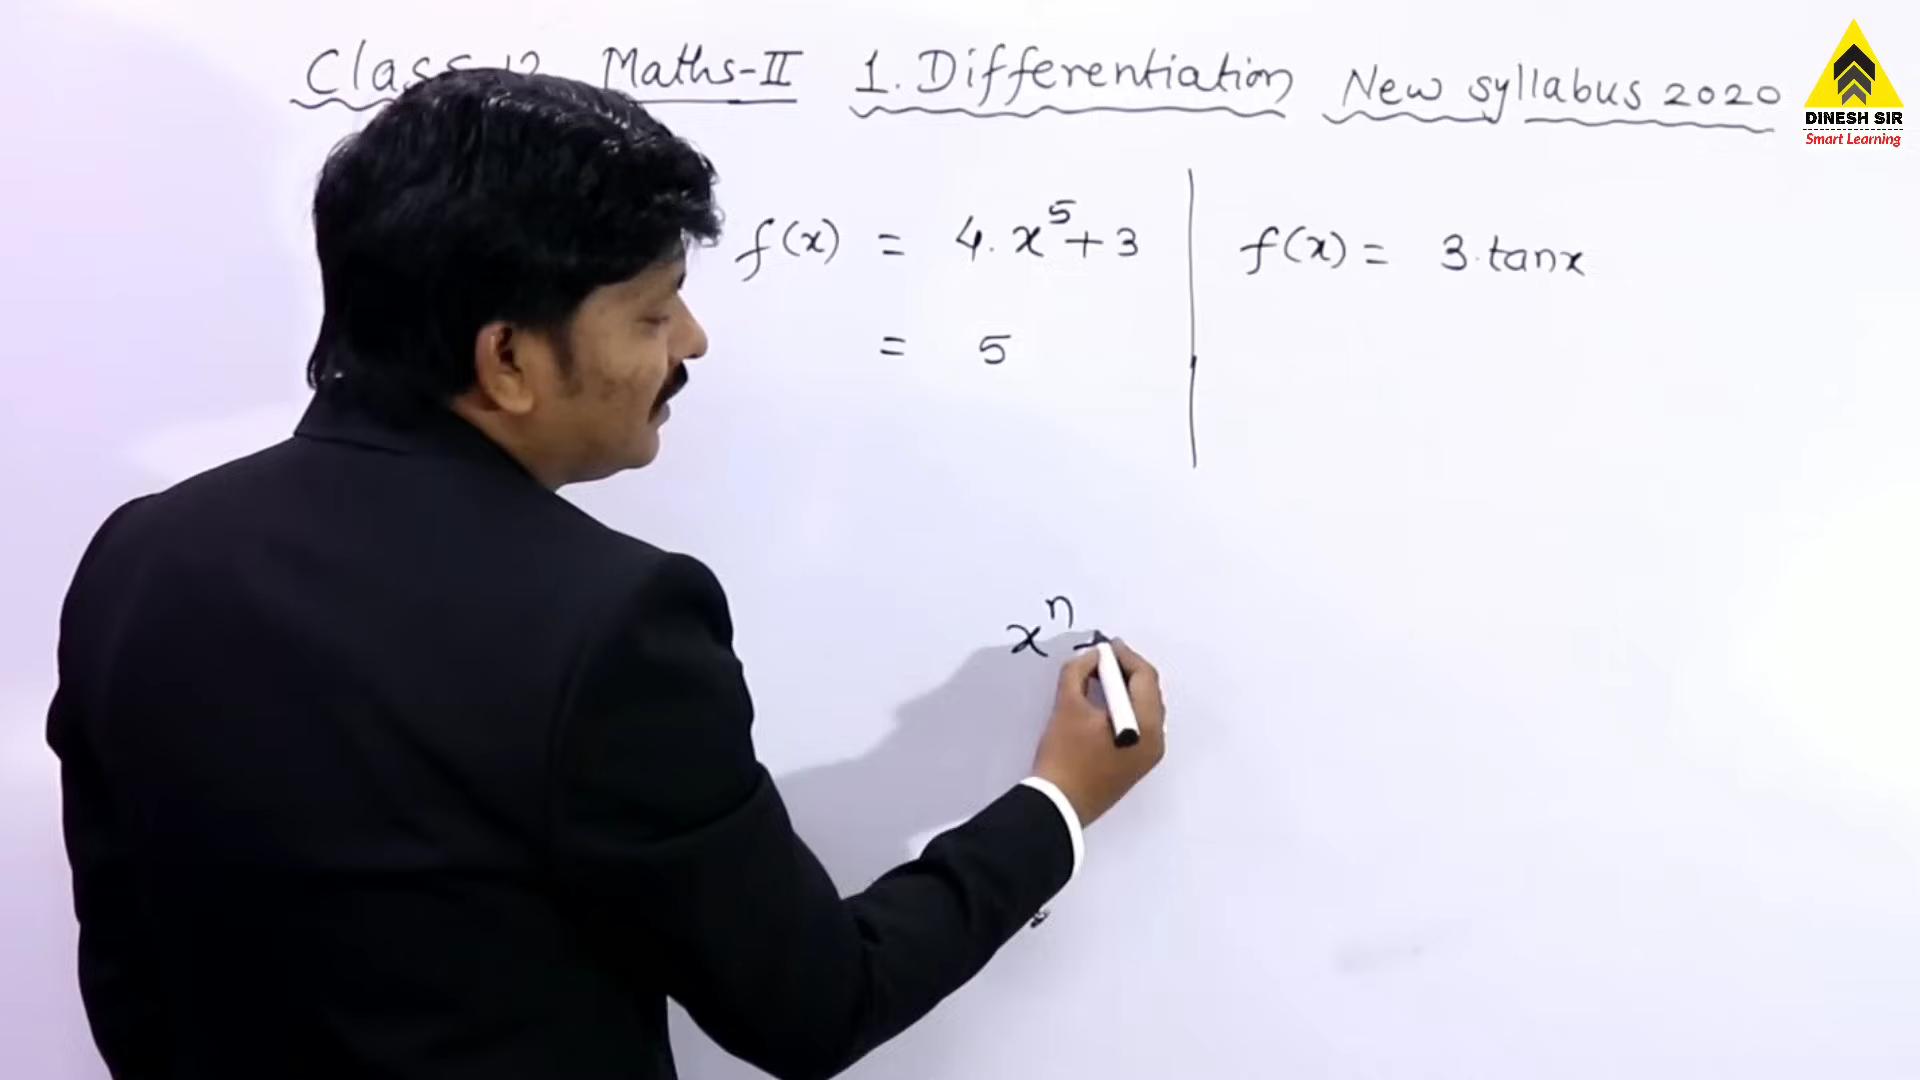 Class 12 Maths-II 1. Differentiation New syllabus 2020
DINESH SIR
Smart Learning
f(x) = 4.x⁵+3
f(x) = 3.tanx
= 5
xⁿ